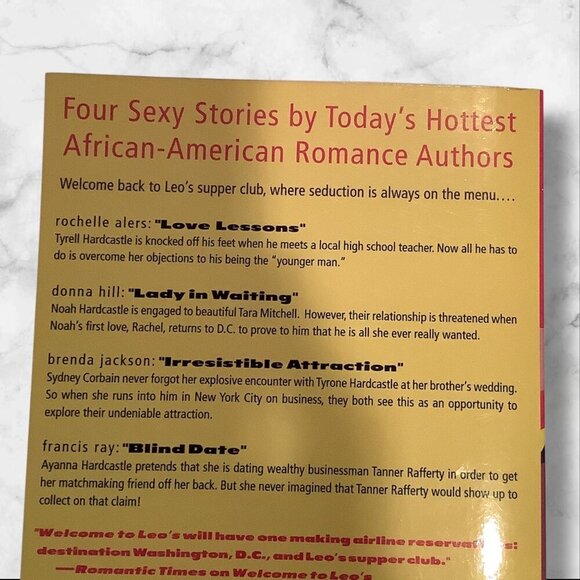 Four Sexy Stories by Today's Hottest
African-American Romance Authors
Welcome back to Leo's supper club, where seduction is always on the menu....
rochelle alers: "Love Lessons"
Tyrell Hardcastle is knocked off his feet when he meets a local high school teacher. Now all he has to
do is overcome her objections to his being the "younger man."
donna hill: "Lady in Waiting"
Noah Hardcastle is engaged to beautiful Tara Mitchell. However, their relationship is threatened when
Noah's first love, Rachel, returns to D.C. to prove to him that he is all she ever really wanted.
brenda jackson: "Irresistible Attraction"
Sydney Corbain never forgot her explosive encounter with Tyrone Hardcastle at her brother's wedding.
So when she runs into him in New York City on business, they both see this as an opportunity to
explore their undeniable attraction.
francis ray: "Blind Date"
Ayanna Hardcastle pretends that she is dating wealthy businessman Tanner Rafferty in order to get
her matchmaking friend off her back. But she never imagined that Tanner Rafferty would show up to
collect on that claim!
"Welcome to Leo's will have one making airline reservations:
destination Washington, D.C., and Leo's supper club."
—Romantic Times on Welcome to Leo's